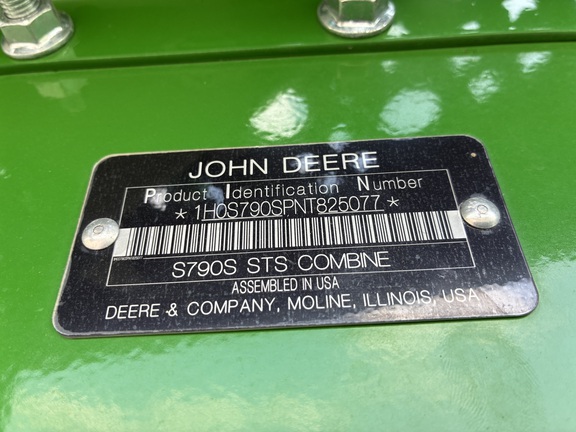 JOHN DEERE
Product Identification Number
* 1H0S790SPNT825077 *
S790S STS COMBINE
ASSEMBLED IN USA
DEERE & COMPANY, MOLINE, ILLINOIS, USA